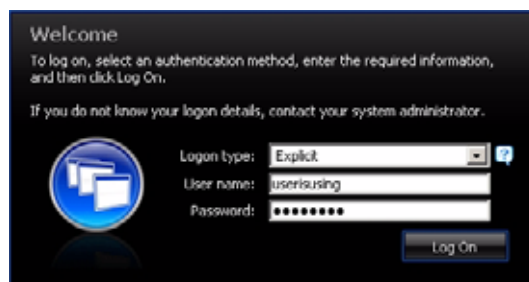 Welcome
To log on, select an authentication method, enter the required information,
and then click Log On.
If you do not know your logon details, contact your system administrator.
Logon type: Explicit
User name: userisusing
Password: ●●●●●●●●
Log On